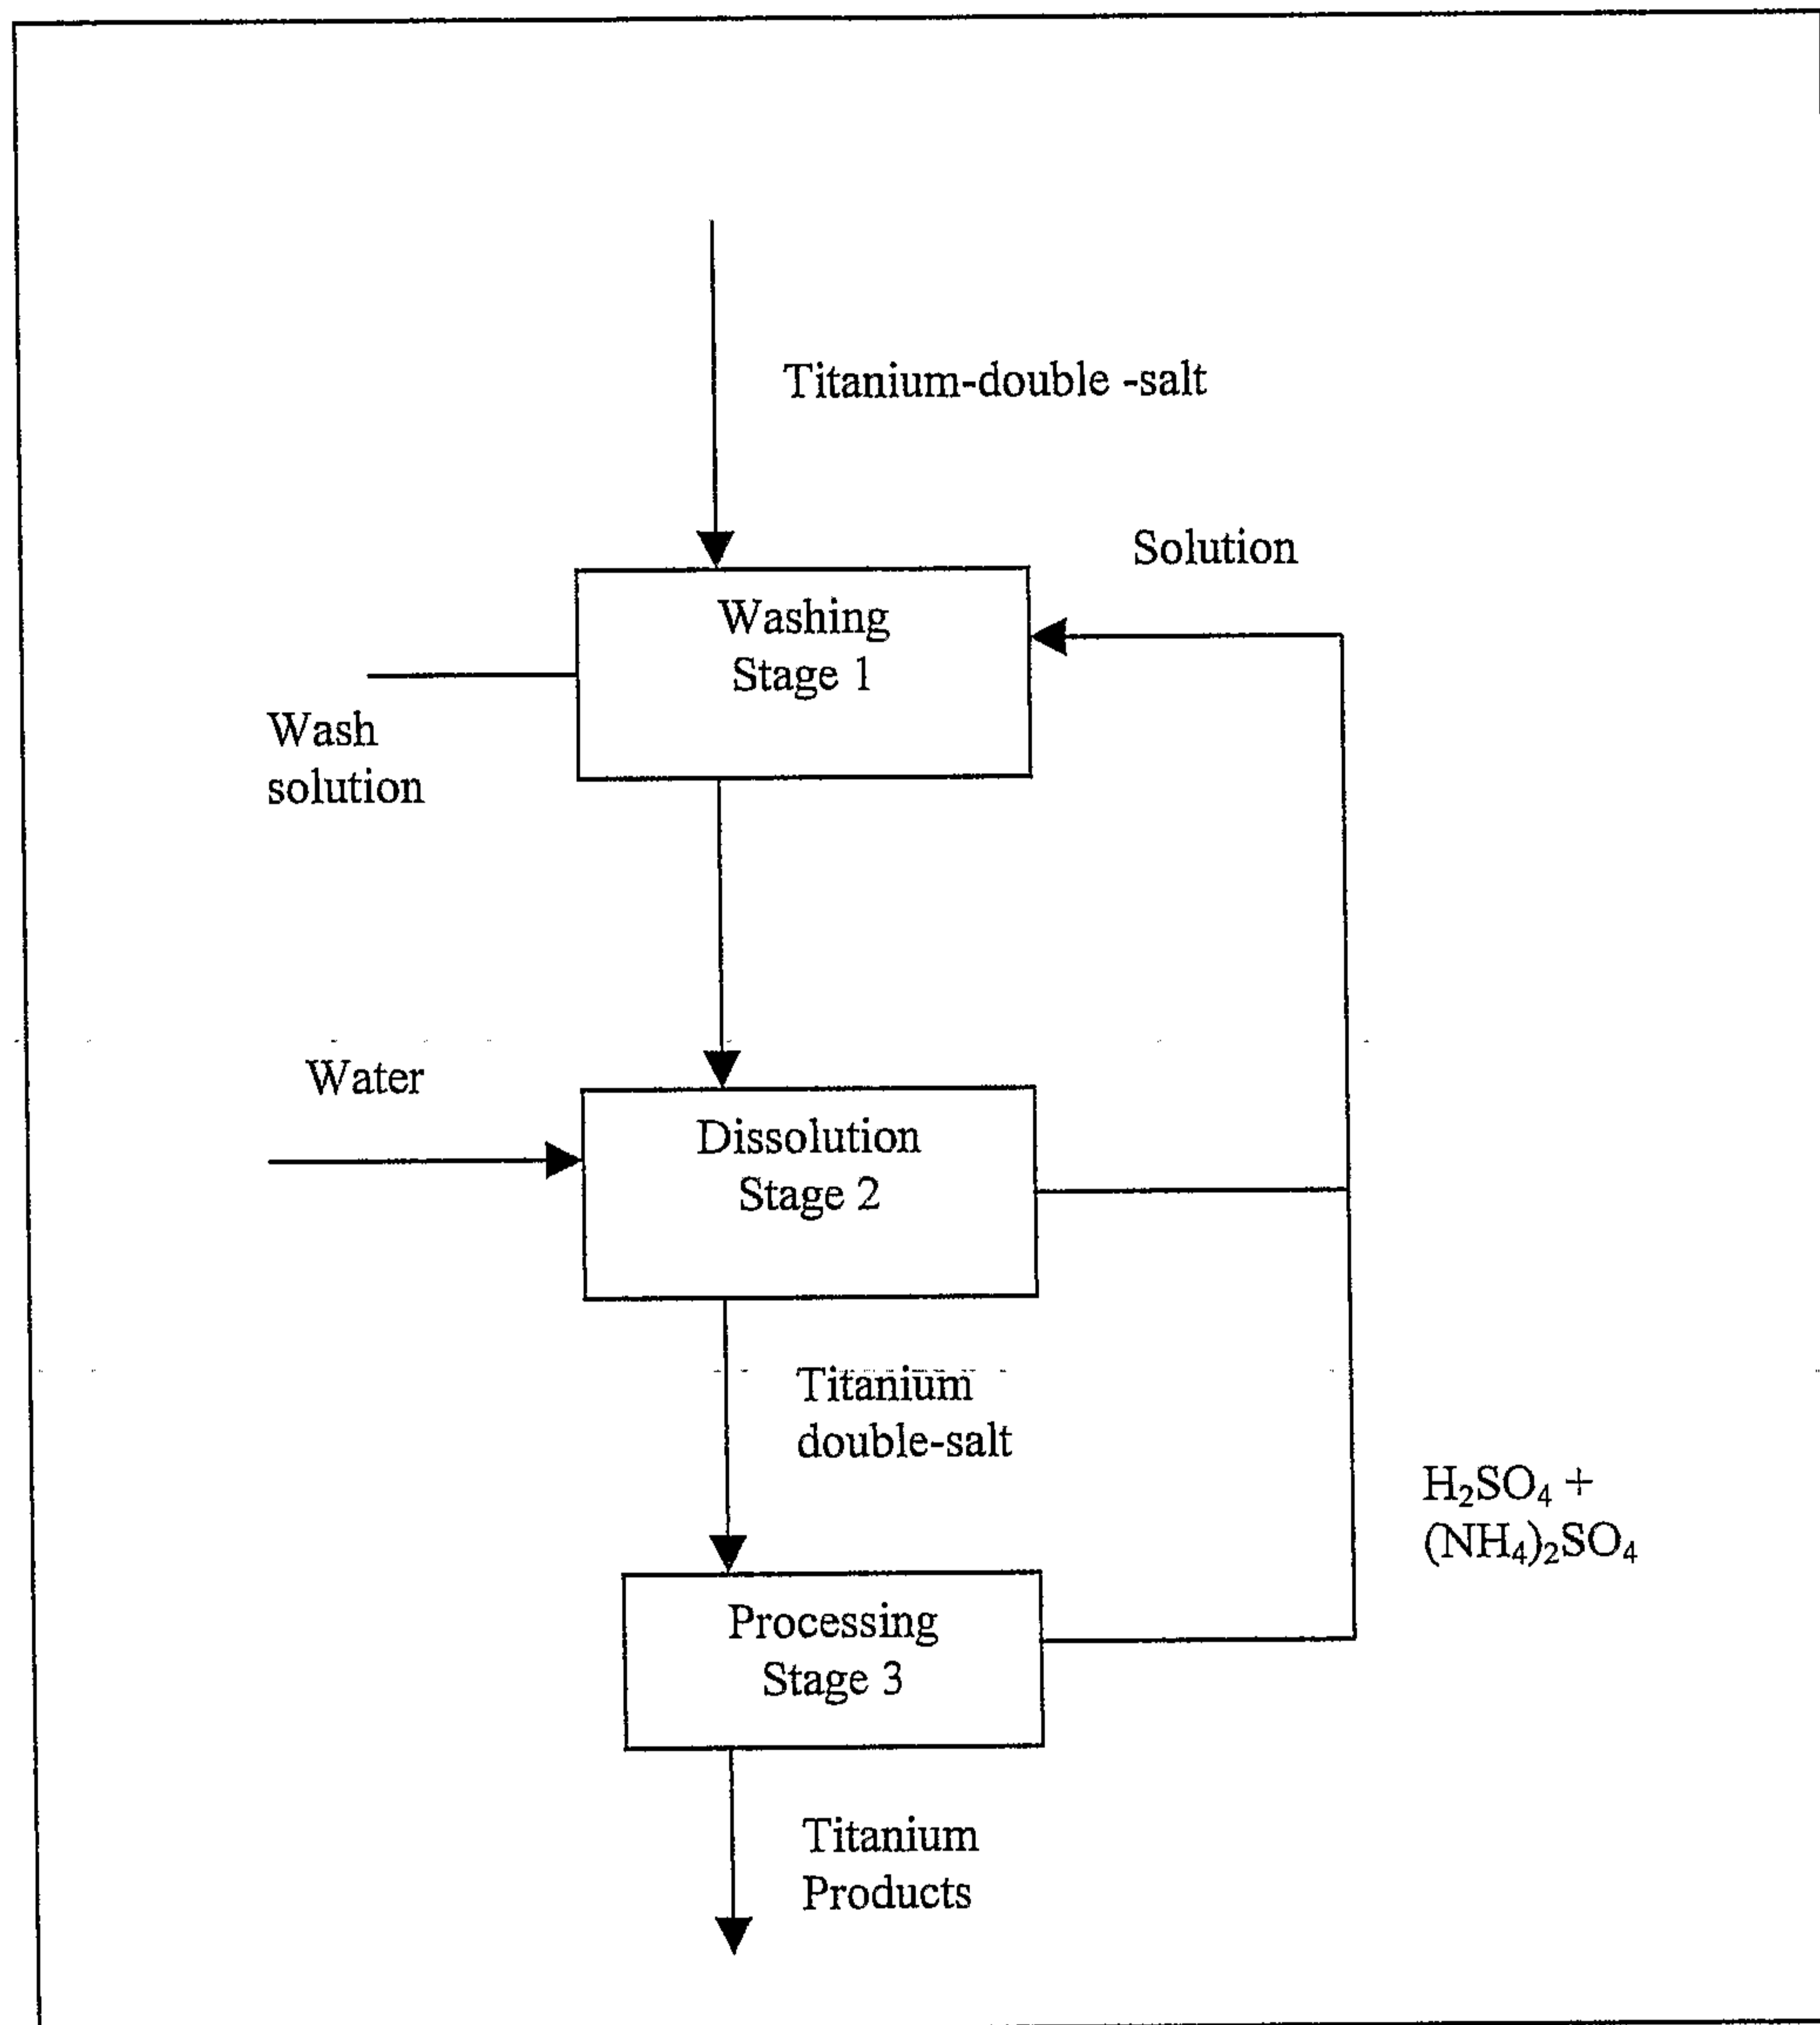 Titanium-double -salt
Solution
Washing
Stage 1
Wash
solution
Water
Dissolution
Stage 2
Titanium
double-salt
H₂SO₄ +
(NH₄)₂SO₄
Processing
Stage 3
Titanium
Products